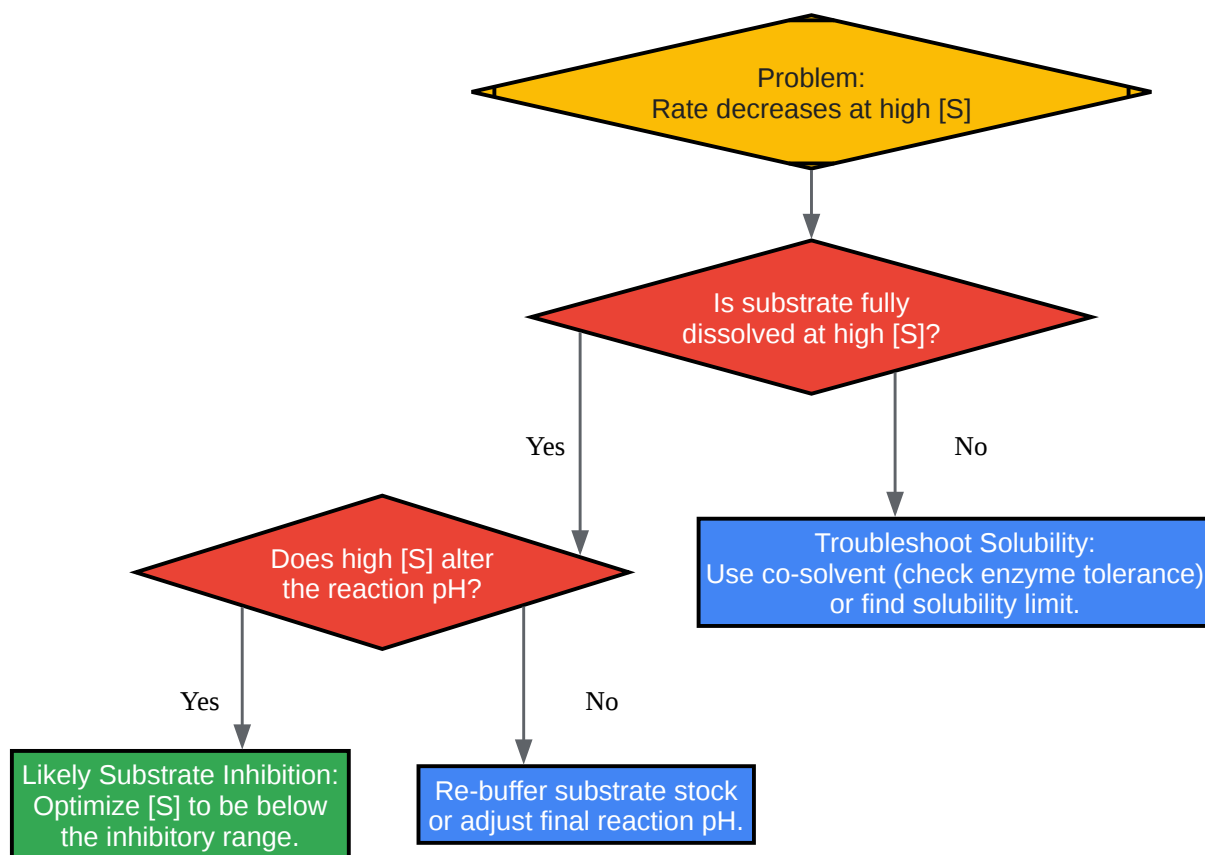 Problem:
Rate decreases at high [S]
Is substrate fully
dissolved at high [S]?
Yes
No
Does high [S] alter
the reaction pH?
Troubleshoot Solubility:
Use co-solvent (check enzyme tolerance)
or find solubility limit.
Yes
No
Likely Substrate Inhibition:
Optimize [S] to be below
the inhibitory range.
Re-buffer substrate stock
or adjust final reaction pH.